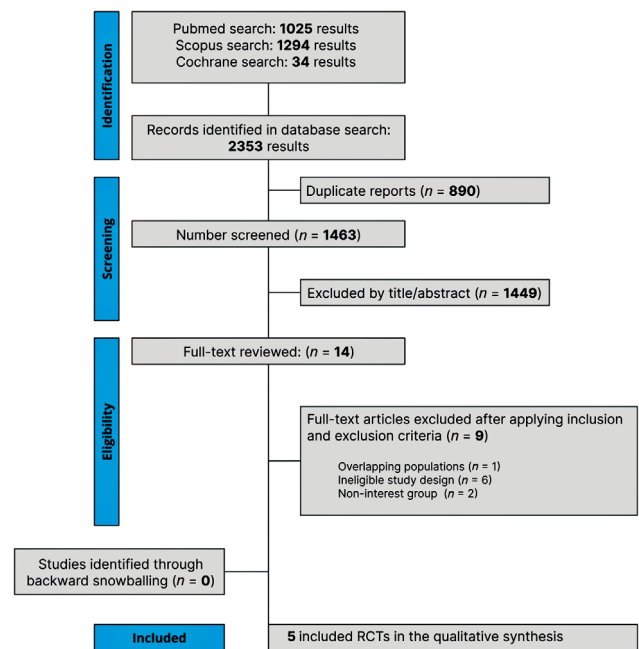 Identification
Pubmed search: 1025 results
Scopus search: 1294 results
Cochrane search: 34 results
Records identified in database search:
2353 results
Screening
Duplicate reports (n = 890)
Number screened (n = 1463)
Excluded by title/abstract (n = 1449)
Eligibility
Full-text reviewed: (n = 14)
Full-text articles excluded after applying inclusion
and exclusion criteria (n = 9)
Overlapping populations (n = 1)
Ineligible study design (n = 6)
Non-interest group (n = 2)
Studies identified through
backward snowballing (n = 0)
Included
5 included RCTs in the qualitative synthesis